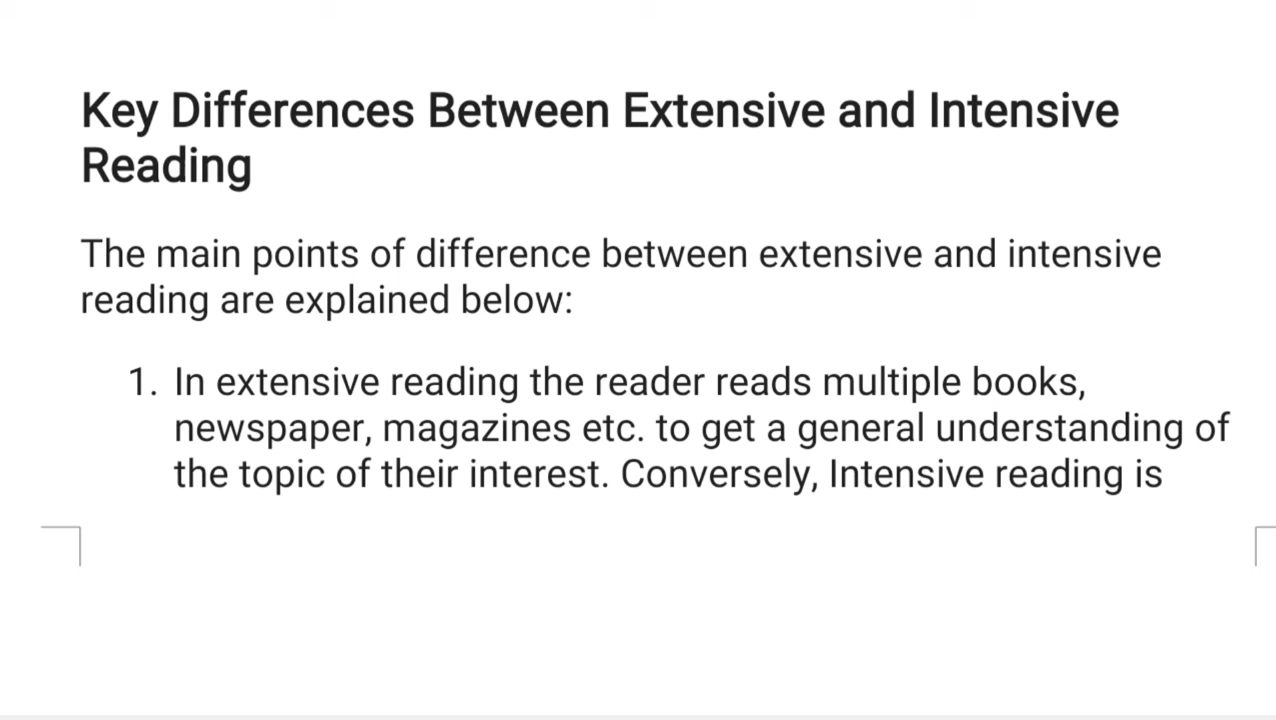 Key Differences Between Extensive and Intensive
Reading
The main points of difference between extensive and intensive
reading are explained below:
1. In extensive reading the reader reads multiple books,
newspaper, magazines etc. to get a general understanding of
the topic of their interest. Conversely, Intensive reading is